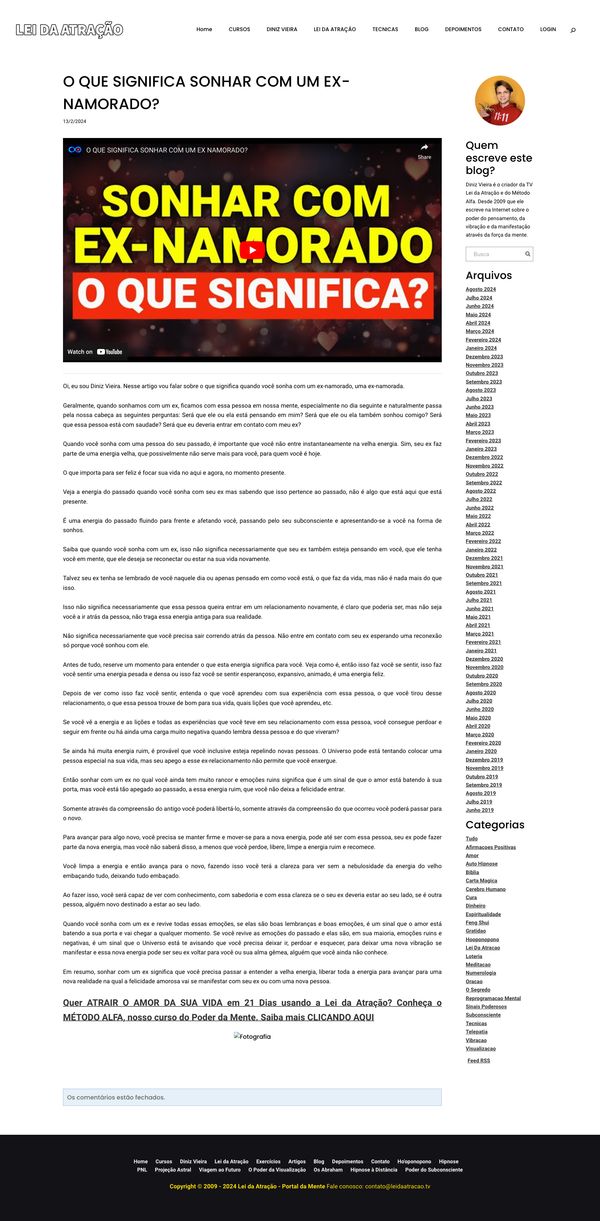 LEI DA ATRAÇÃO
Home CURSOS DINIZ VIEIRA LEI DA ATRAÇÃO TECNICAS BLOG DEPOIMENTOS CONTATO LOGIN
O QUE SIGNIFICA SONHAR COM UM EX-
NAMORADO?
13/2/2024
O QUE SIGNIFICA SONHAR COM UM EX NAMORADO?
Share
SONHAR COM
EX-NAMORADO
O QUE SIGNIFICA?
Watch on YouTube
Oi, eu sou Diniz Vieira. Nesse artigo vou falar sobre o que significa quando você sonha com um ex-namorado, uma ex-namorada.
Geralmente, quando sonhamos com um ex, ficamos com essa pessoa em nossa mente, especialmente no dia seguinte e naturalmente passa
pela nossa cabeça as seguintes perguntas: Será que ele ou ela está pensando em mim? Será que ele ou ela também sonhou comigo? Será
que essa pessoa está com saudade? Será que eu deveria entrar em contato com meu ex?
Quando você sonha com uma pessoa do seu passado, é importante que você não entre instantaneamente na velha energia. Sim, seu ex faz
parte de uma energia velha, que possivelmente não serve mais para você, para quem você é hoje.
O que importa para ser feliz é focar sua vida no aqui e agora, no momento presente.
Veja a energia do passado quando você sonha com seu ex mas sabendo que isso pertence ao passado, não é algo que está aqui que está
presente.
É uma energia do passado fluindo para frente e afetando você, passando pelo seu subconsciente e apresentando-se a você na forma de
sonhos.
Saiba que quando você sonha com um ex, isso não significa necessariamente que seu ex também esteja pensando em você, que ele tenha
você em mente, que ele deseja se reconectar ou estar na sua vida novamente.
Talvez seu ex tenha se lembrado de você naquele dia ou apenas pensado em como você está, o que faz da vida, mas não é nada mais do que
isso.
Isso não significa necessariamente que essa pessoa queira entrar em um relacionamento novamente, é claro que poderia ser, mas não seja
você a ir atrás da pessoa, não traga essa energia antiga para sua realidade.
Não significa necessariamente que você precisa sair correndo atrás da pessoa. Não entre em contato com seu ex esperando uma reconexão
só porque você sonhou com ele.
Antes de tudo, reserve um momento para entender o que esta energia significa para você. Veja como é, então isso faz você se sentir, isso faz
você sentir uma energia pesada e densa ou isso faz você se sentir esperançoso, expansivo, animado, é uma energia feliz.
Depois de ver como isso faz você sentir, entenda o que você aprendeu com sua experiência com essa pessoa, o que você tirou desse
relacionamento, o que essa pessoa trouxe de bom para sua vida, quais lições que você aprendeu, etc.
Se você vê a energia e as lições e todas as experiências que você teve em seu relacionamento com essa pessoa, você consegue perdoar e
seguir em frente ou há ainda uma carga muito negativa quando lembra dessa pessoa e do que viveram?
Se ainda há muita energia ruim, é provável que você inclusive esteja repelindo novas pessoas. O Universo pode está tentando colocar uma
pessoa especial na sua vida, mas seu apego a esse ex-relacionamento não permite que você enxergue.
Então sonhar com um ex no qual você ainda tem muito rancor e emoções ruins significa que é um sinal de que o amor está batendo à sua
porta, mas você está tão apegado ao passado, a essa energia ruim, que você não deixa a felicidade entrar.
Somente através da compreensão do antigo você poderá libertá-lo, somente através da compreensão do que ocorreu você poderá passar para
o novo.
Para avançar para algo novo, você precisa se manter firme e mover-se para a nova energia, pode até ser com essa pessoa, seu ex pode fazer
parte da nova energia, mas você não saberá disso, a menos que você perdoe, libere, limpe a energia ruim e recomece.
Você limpa a energia e então avança para o novo, fazendo isso você terá a clareza para ver sem a nebulosidade da energia do velho
embaçando tudo, deixando tudo embaçado.
Ao fazer isso, você será capaz de ver com conhecimento, com sabedoria e com essa clareza se o seu ex deveria estar ao seu lado, se é outra
pessoa, alguém novo destinado a estar ao seu lado.
Quando você sonha com um ex e revive todas essas emoções, se elas são boas lembranças e boas emoções, é um sinal que o amor está
batendo a sua porta e vai chegar a qualquer momento. Se você revive as emoções do passado e elas são, em sua maioria, emoções ruins e
negativas, é um sinal que o Universo está te avisando que você precisa deixar ir, perdoar e esquecer, para deixar uma nova vibração se
manifestar e essa nova energia pode ser seu ex voltar para você ou sua alma gêmea, alguém que você ainda não conhece.
Em resumo, sonhar com um ex significa que você precisa passar a entender a velha energia, liberar toda a energia para avançar para uma
nova realidade na qual a felicidade amorosa vai se manifestar com seu ex ou com uma nova pessoa.
Quer ATRAIR O AMOR DA SUA VIDA em 21 Dias usando a Lei da Atração? Conheça o
MÉTODO ALFA, nosso curso do Poder da Mente. Saiba mais CLICANDO AQUI
Fotografia
Os comentários estão fechados.
11:11
Quem
escreve este
blog?
Diniz Vieira é o criador da TV
Lei da Atração e do Método
Alfa. Desde 2009 que ele
escreve na Internet sobre o
poder do pensamento, da
vibração e da manifestação
através da força da mente.
Busca
Arquivos
Agosto 2024
Julho 2024
Junho 2024
Maio 2024
Abril 2024
Março 2024
Fevereiro 2024
Janeiro 2024
Dezembro 2023
Novembro 2023
Outubro 2023
Setembro 2023
Agosto 2023
Julho 2023
Junho 2023
Maio 2023
Abril 2023
Março 2023
Fevereiro 2023
Janeiro 2023
Dezembro 2022
Novembro 2022
Outubro 2022
Setembro 2022
Agosto 2022
Julho 2022
Junho 2022
Maio 2022
Abril 2022
Março 2022
Fevereiro 2022
Janeiro 2022
Dezembro 2021
Novembro 2021
Outubro 2021
Setembro 2021
Agosto 2021
Julho 2021
Junho 2021
Maio 2021
Abril 2021
Março 2021
Fevereiro 2021
Janeiro 2021
Dezembro 2020
Novembro 2020
Outubro 2020
Setembro 2020
Agosto 2020
Julho 2020
Junho 2020
Maio 2020
Abril 2020
Março 2020
Fevereiro 2020
Janeiro 2020
Dezembro 2019
Novembro 2019
Outubro 2019
Setembro 2019
Agosto 2019
Julho 2019
Junho 2019
Categorias
Tudo
Afirmacoes Positivas
Amor
Auto Hipnose
Biblia
Carta Magica
Cerebro Humano
Cura
Dinheiro
Espiritualidade
Feng Shui
Gratidao
Hooponopono
Lei Da Atracao
Loteria
Meditacao
Numerologia
Oracao
O Segredo
Reprogramacao Mental
Sinais Poderosos
Subconsciente
Tecnicas
Telepatia
Vibracao
Visualizacao
Feed RSS
Home Cursos Diniz Vieira Lei da Atração Exercícios Artigos Blog Depoimentos Contato Ho'oponopono Hipnose
PNL Projeção Astral Viagem ao Futuro O Poder da Visualização Os Abraham Hipnose à Distância Poder do Subconsciente
Copyright © 2009 - 2024 Lei da Atração - Portal da Mente Fale conosco: contato@leidaatracao.tv